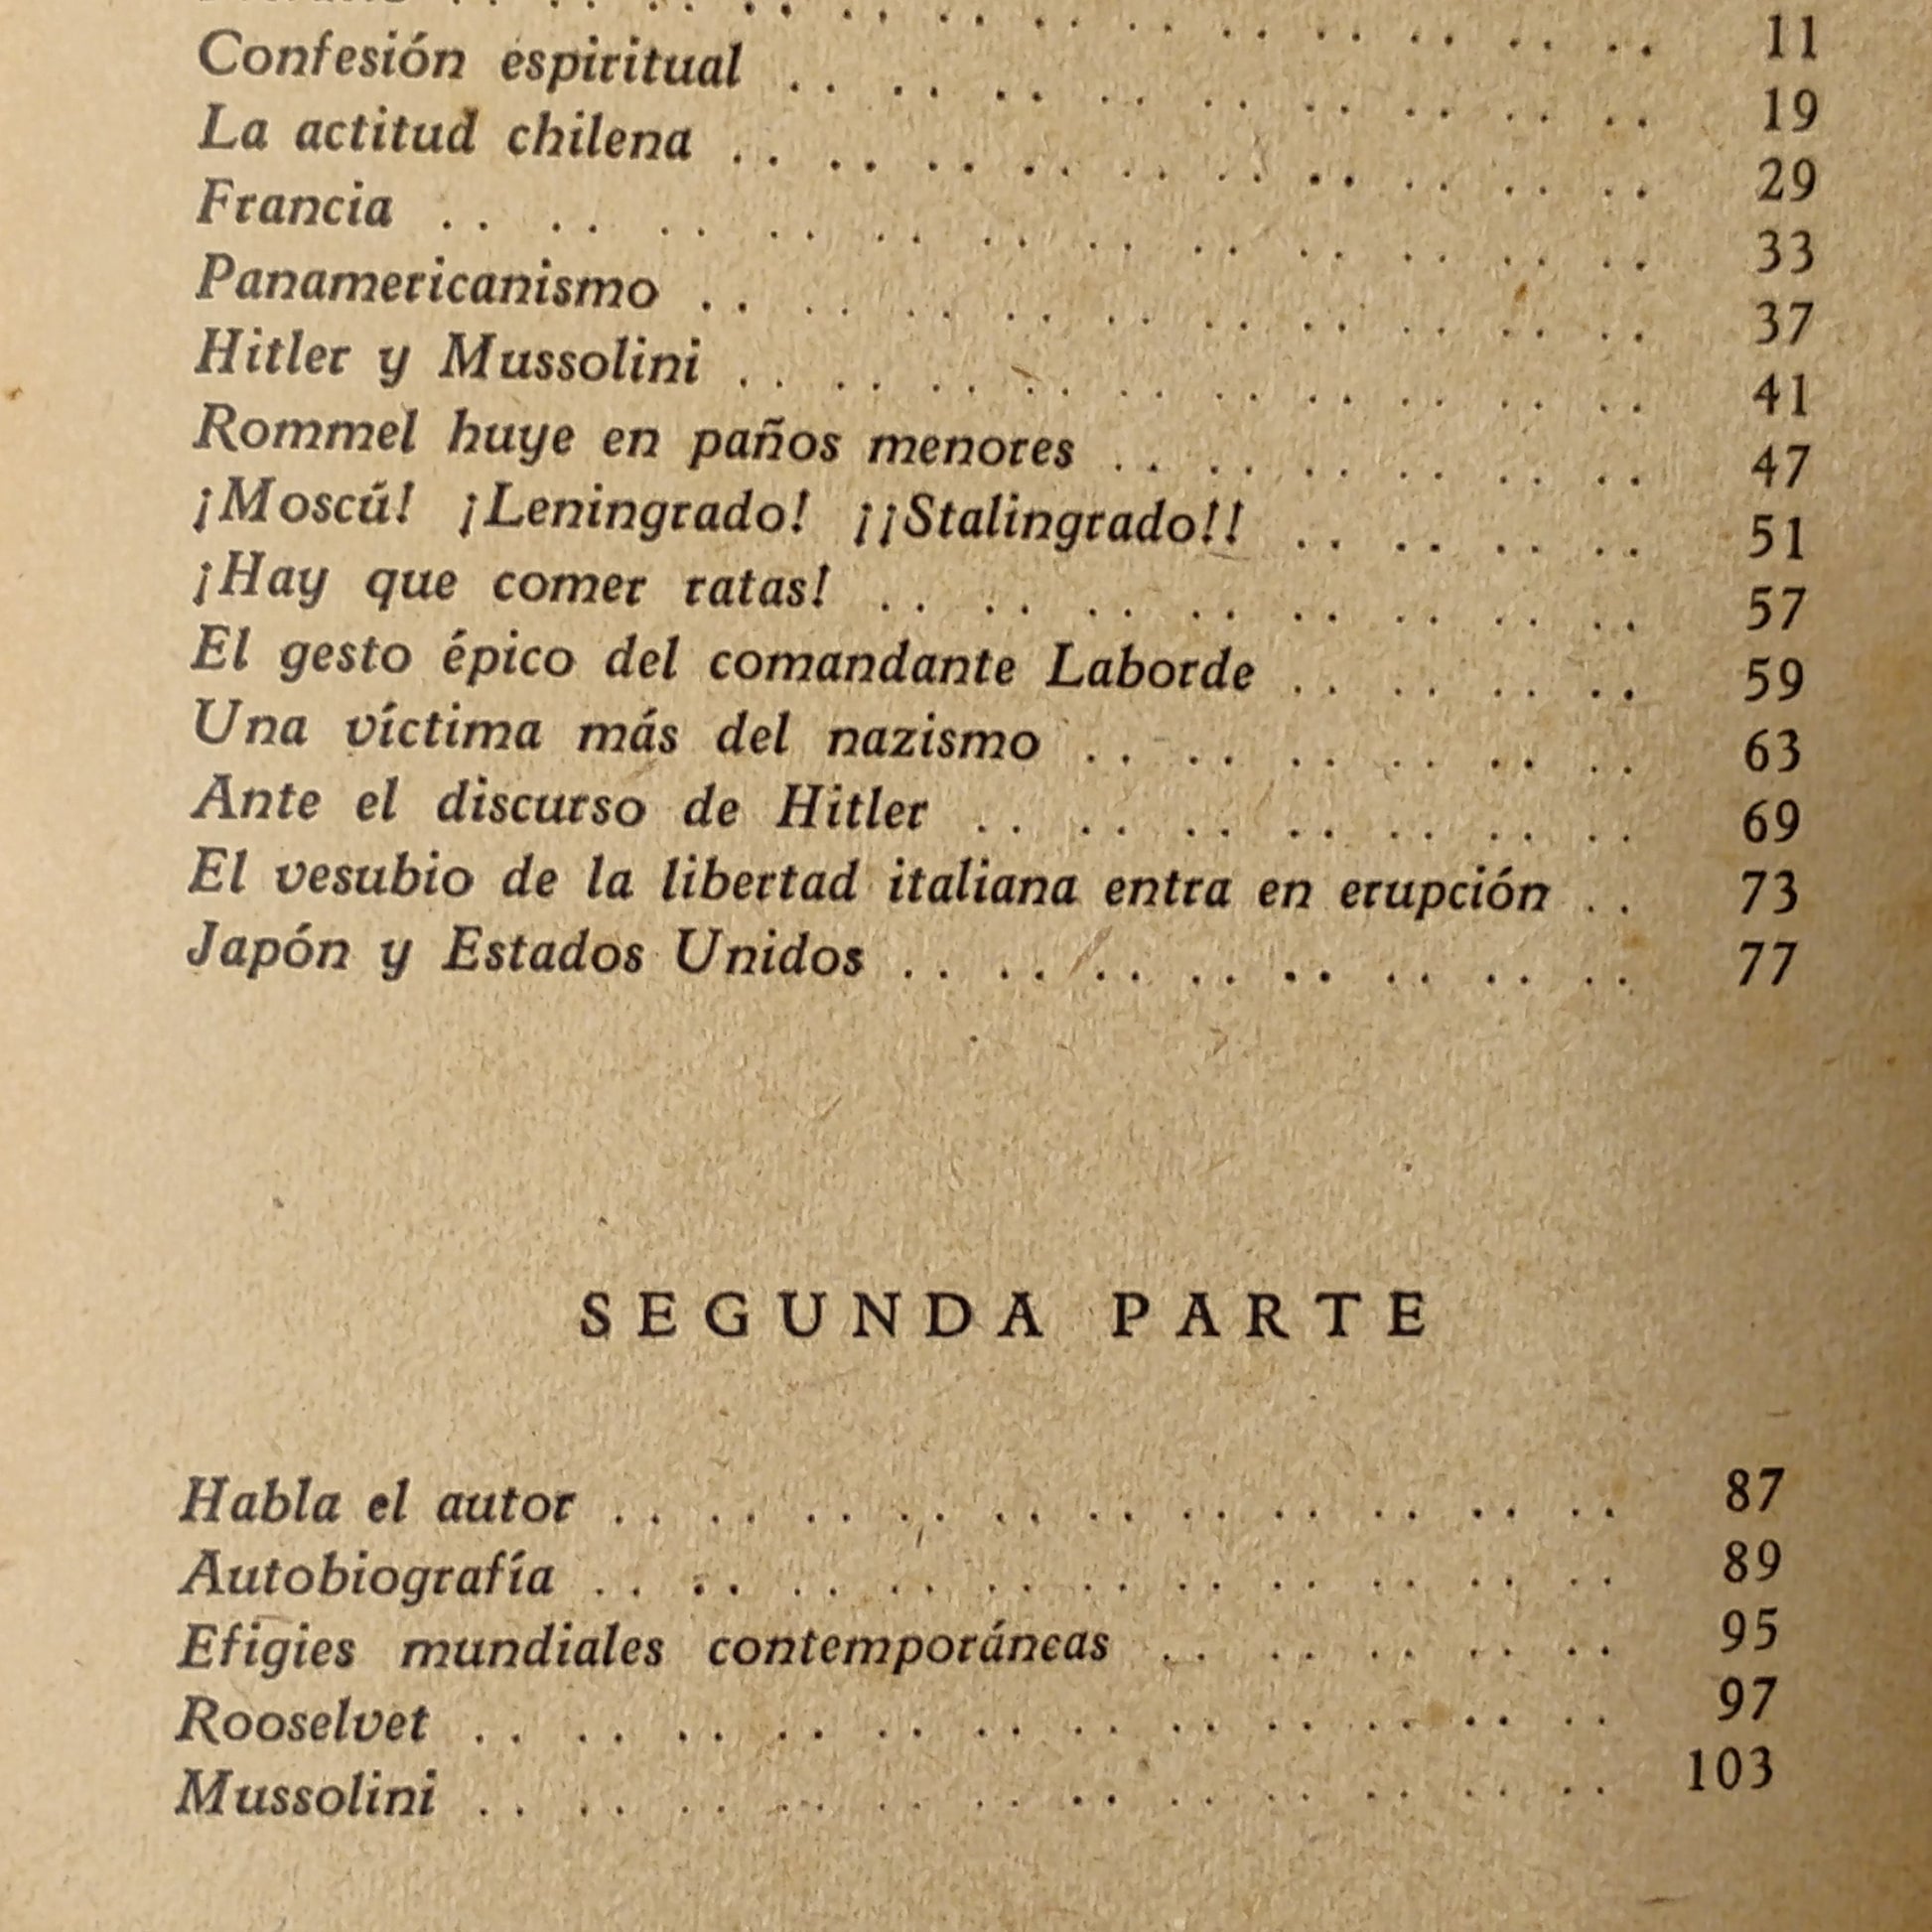 11
Confesión espiritual . . . . . . . . . . . . . . . . . . 19
La actitud chilena . . . . . . . . . . . . . . . . . . . . 29
Francia . . . . . . . . . . . . . . . . . . . . . . . . 33
Panamericanismo . . . . . . . . . . . . . . . . . . . . 37
Hitler y Mussolini . . . . . . . . . . . . . . . . . . . . 41
Rommel huye en paños menores . . . . . . . . . . . . 47
¡Moscú! ¡Leningrado! ¡¡Stalingrado!! . . . . . . . . 51
¡Hay que comer ratas! . . . . . . . . . . . . . . . . 57
El gesto épico del comandante Laborde . . . . . . . . 59
Una víctima más del nazismo . . . . . . . . . . . . 63
Ante el discurso de Hitler . . . . . . . . . . . . . . 69
El vesubio de la libertad italiana entra en erupción . . 73
Japón y Estados Unidos . . . . . . . . . . . . . . . . 77
SEGUNDA PARTE
Habla el autor . . . . . . . . . . . . . . . . . . . . . . 87
Autobiografía . . . . . . . . . . . . . . . . . . . . . . 89
Efigies mundiales contemporáneas . . . . . . . . . . 95
Rooselvet . . . . . . . . . . . . . . . . . . . . . . . . 97
Mussolini . . . . . . . . . . . . . . . . . . . . . . . . 103